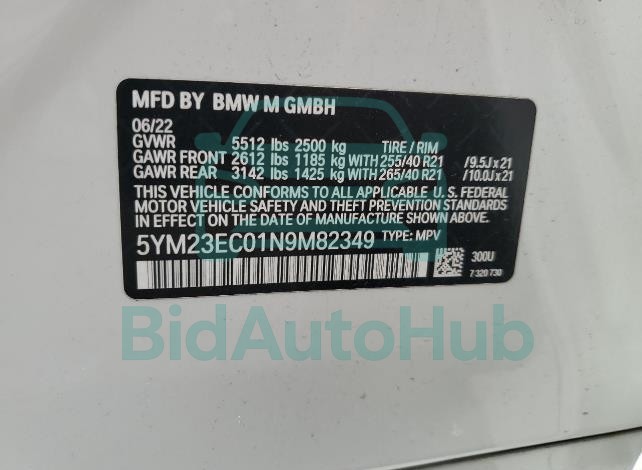 MFD BY BMW M GMBH
06/22
GVWR 5512 lbs 2500 kg TIRE / RIM
GAWR FRONT 2612 lbs 1185 kg WITH 255/40 R21 /9.5Jx21
GAWR REAR 3142 lbs 1425 kg WITH 265/40 R21 /10.0Jx21
THIS VEHICLE CONFORMS TO ALL APPLICABLE U.S. FEDERAL
MOTOR VEHICLE SAFETY AND THEFT PREVENTION STANDARDS
IN EFFECT ON THE DATE OF MANUFACTURE SHOWN ABOVE.
5YM23EC01N9M82349 TYPE: MPV
300U
7 320 730
BidAutoHub